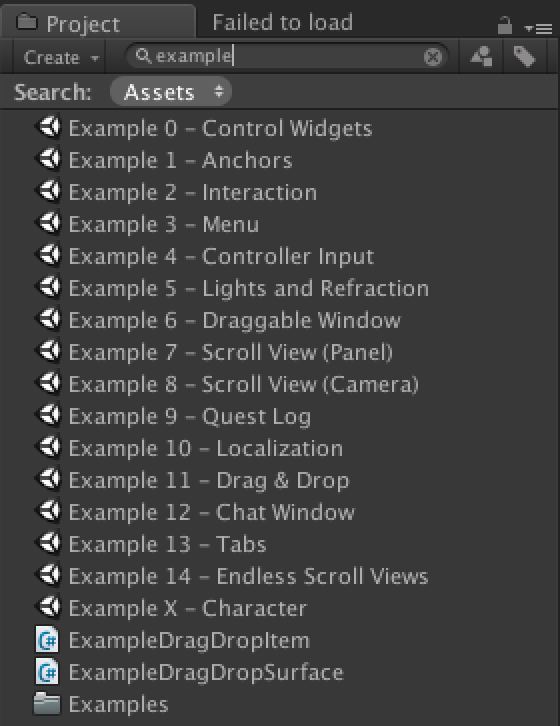 Project
Failed to load
Create
example
Search: Assets
Example 0 – Control Widgets
Example 1 – Anchors
Example 2 – Interaction
Example 3 – Menu
Example 4 – Controller Input
Example 5 – Lights and Refraction
Example 6 – Draggable Window
Example 7 – Scroll View (Panel)
Example 8 – Scroll View (Camera)
Example 9 – Quest Log
Example 10 – Localization
Example 11 – Drag & Drop
Example 12 – Chat Window
Example 13 – Tabs
Example 14 – Endless Scroll Views
Example X – Character
C# ExampleDragDropItem
C# ExampleDragDropSurface
Examples